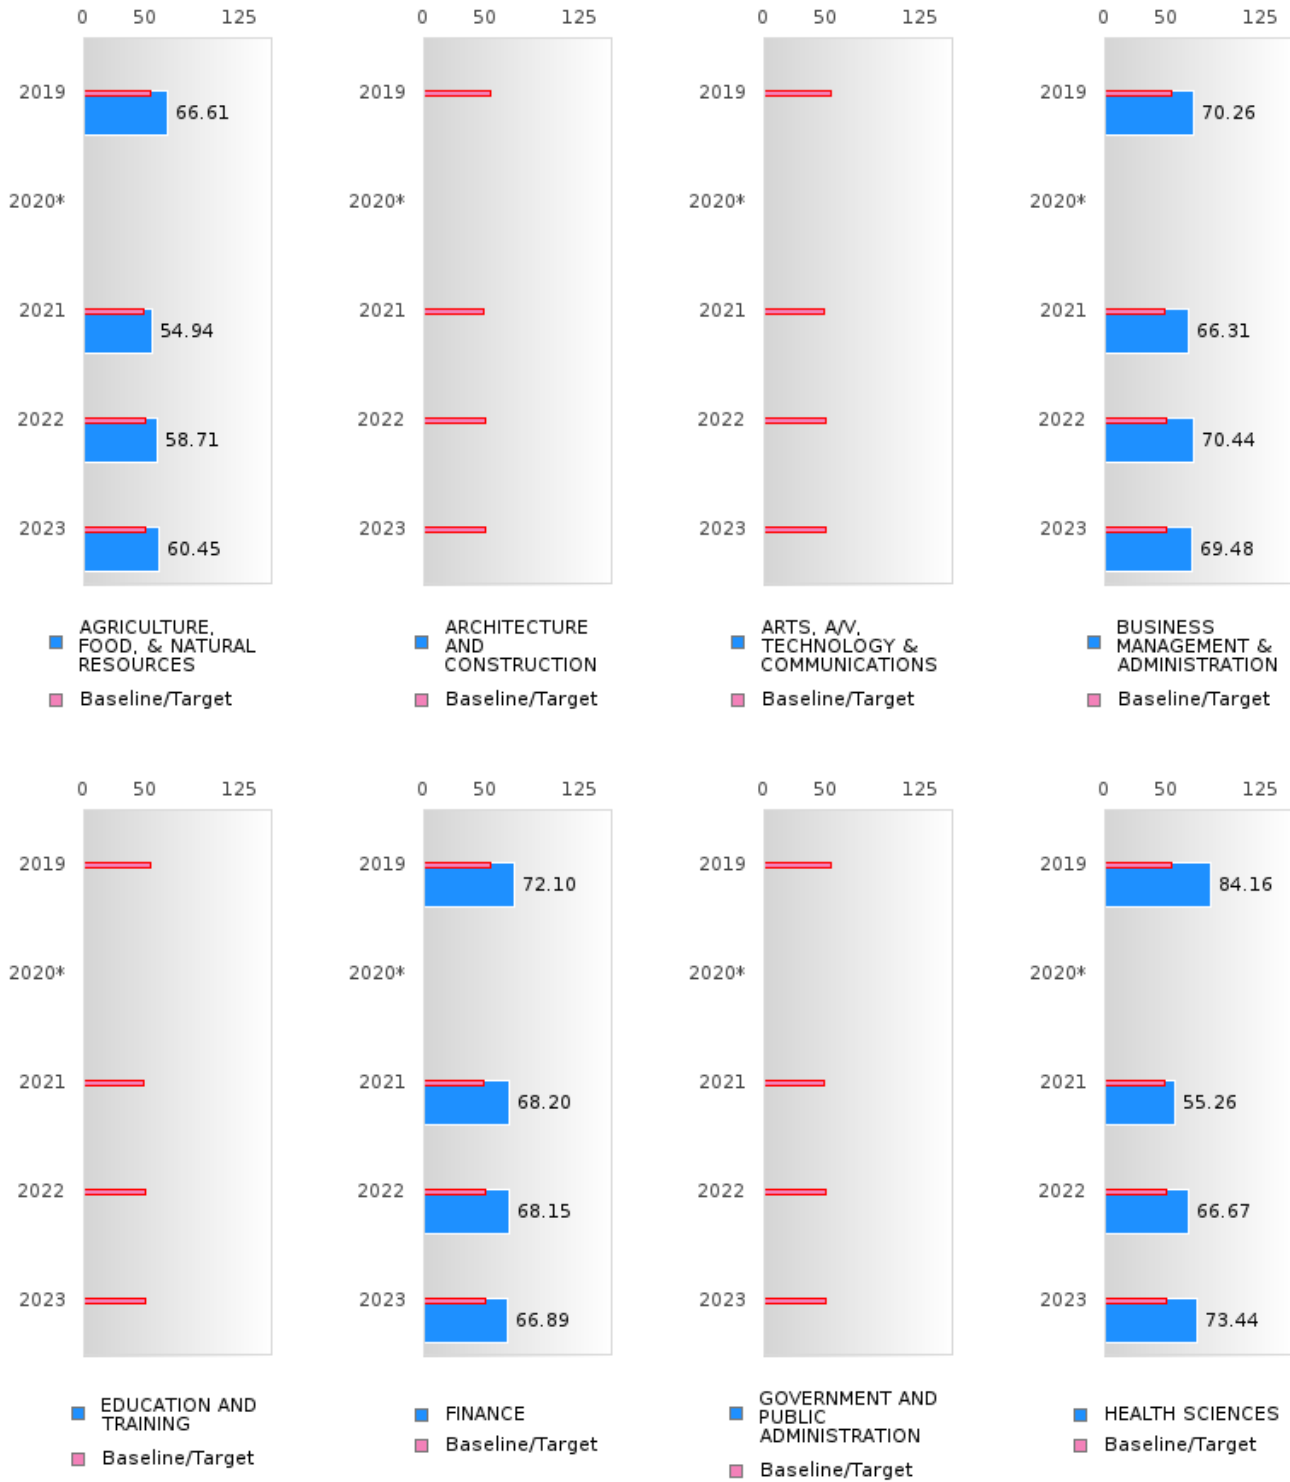 0 50 125
2019
66.61
2020*
2021
54.94
2022
58.71
2023
60.45
AGRICULTURE,
FOOD, & NATURAL
RESOURCES
Baseline/Target
0 50 125
2019
2020*
2021
2022
2023
ARCHITECTURE
AND
CONSTRUCTION
Baseline/Target
0 50 125
2019
2020*
2021
2022
2023
ARTS, A/V,
TECHNOLOGY &
COMMUNICATIONS
Baseline/Target
0 50 125
2019
70.26
2020*
2021
66.31
2022
70.44
2023
69.48
BUSINESS
MANAGEMENT &
ADMINISTRATION
Baseline/Target
0 50 125
2019
2020*
2021
2022
2023
EDUCATION AND
TRAINING
Baseline/Target
0 50 125
2019
72.10
2020*
2021
68.20
2022
68.15
2023
66.89
FINANCE
Baseline/Target
0 50 125
2019
2020*
2021
2022
2023
GOVERNMENT AND
PUBLIC
ADMINISTRATION
Baseline/Target
0 50 125
2019
84.16
2020*
2021
55.26
2022
66.67
2023
73.44
HEALTH SCIENCES
Baseline/Target